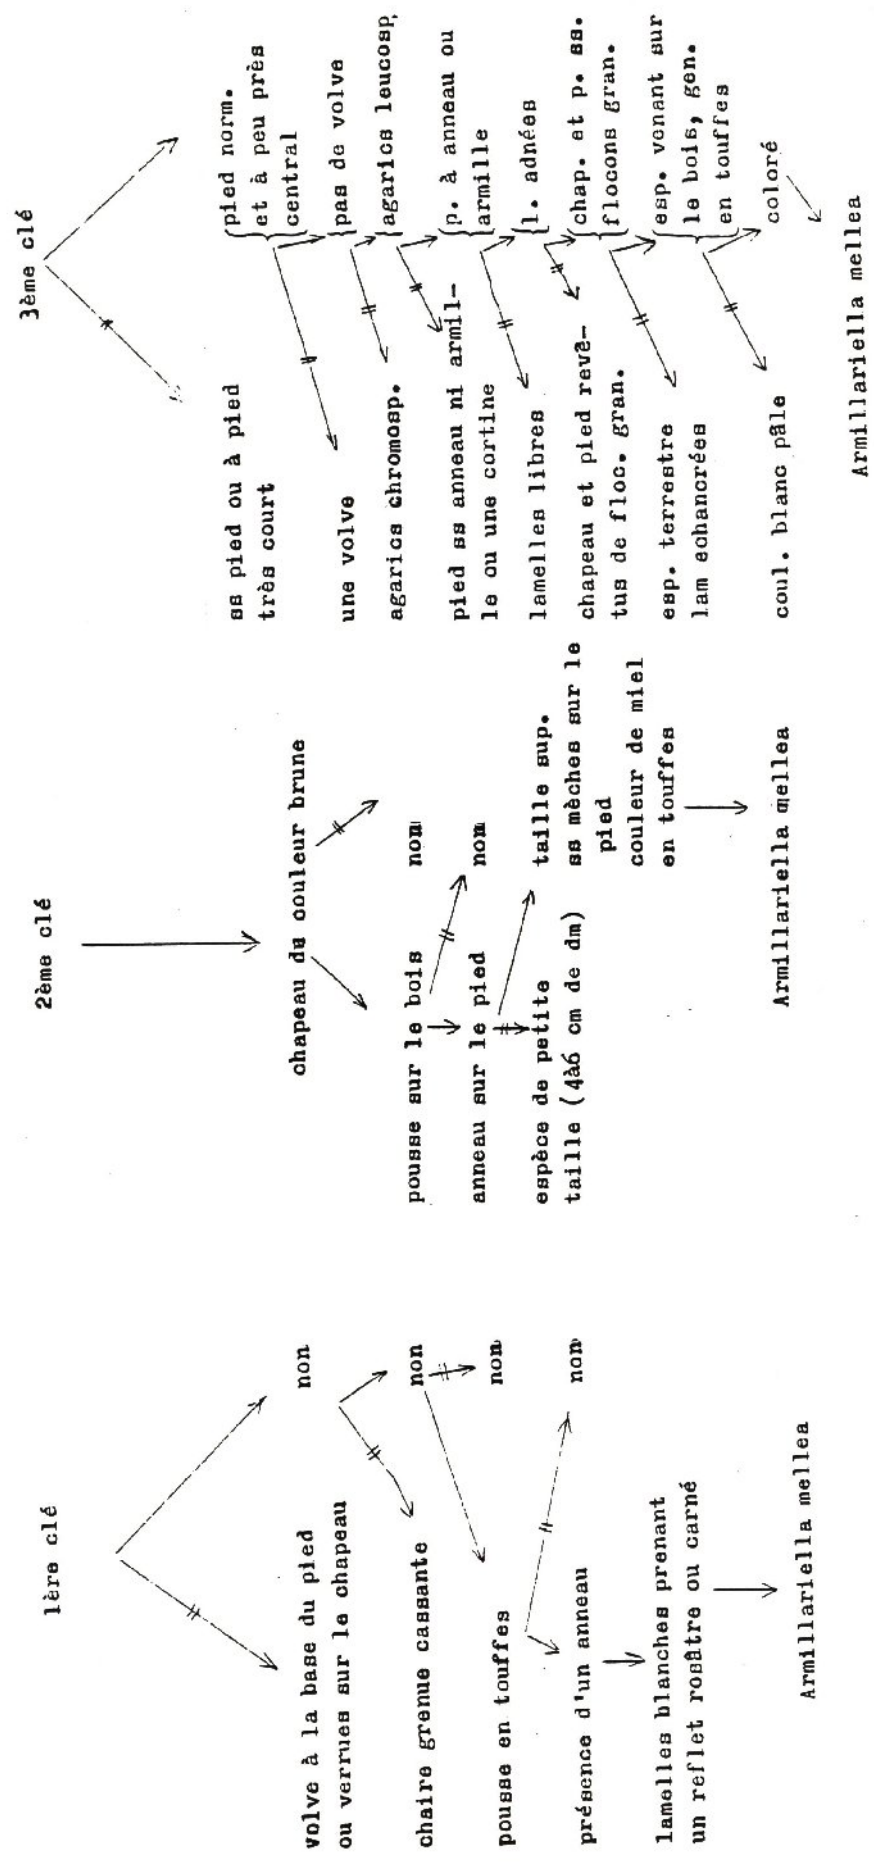 1ère clé
volve à la base du pied
ou verrues sur le chapeau
non
chaire grenue cassante
non
pousse en touffes
non
présence d'un anneau
non
lamelles blanches prenant
un reflet rosâtre ou carné
Armillariella mellea
2ème clé
chapeau de couleur brune
pousse sur le bois
non
anneau sur le pied
non
espèce de petite
taille (4à6 cm de dm)
taille sup.
ss mèches sur le
pied
couleur de miel
en touffes
Armillariella mellea
3ème clé
ss pied ou à pied
très court
pied norm.
et à peu près
central
une volve
pas de volve
agarics chromosp.
agarics leucosp.
pied ss anneau ni armil-
le ou une cortine
p. à anneau ou
armille
lamelles libres
l. adnées
chapeau et pied revê-
tus de floc. gran.
chap. et p. ss.
flocons gran.
esp. terrestre
lam echancrées
esp. venant sur
le bois, gen.
en touffes
coul. blanc pâle
coloré
Armillariella mellea